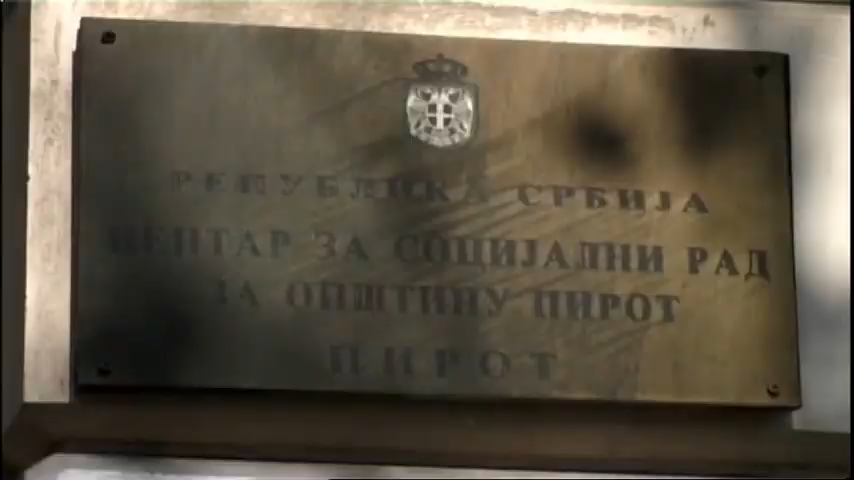 РЕПУБЛИКА СРБИЈА
ЦЕНТАР ЗА СОЦИЈАЛНИ РАД
ЗА ОПШТИНУ ПИРОТ
ПИРОТ